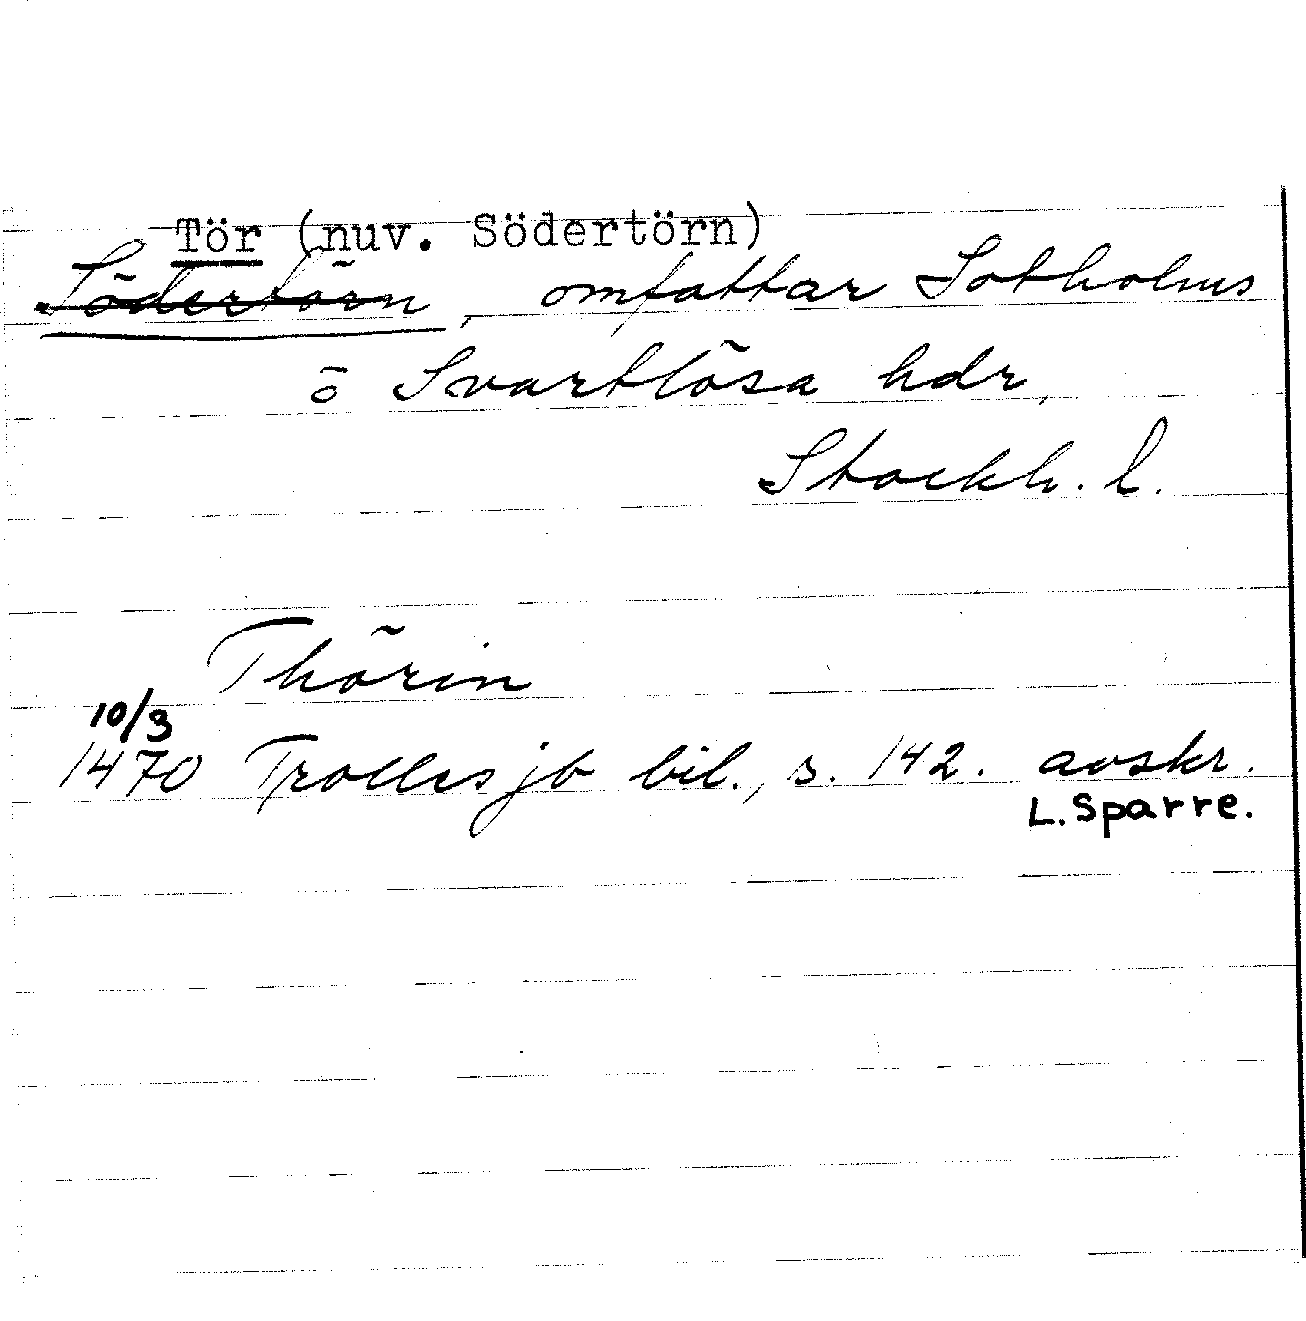 Tör (nuv. Södertörn)
Södertörn, omfattar Sotholms
o Svartlösa hdr,
Stockh. l.
Thörin
10/3
1470 Trolles jb bil., s. 142. avskr.
L. Sparre.